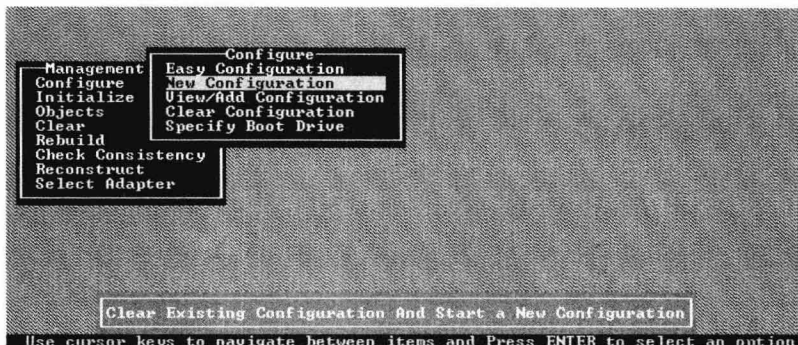 Management
Configure
Initialize
Objects
Clear
Rebuild
Check Consistency
Reconstruct
Select Adapter
Configure
Easy Configuration
New Configuration
View/Add Configuration
Clear Configuration
Specify Boot Drive
Clear Existing Configuration And Start a New Configuration
Use cursor keys to navigate between items and Press ENTER to select an option